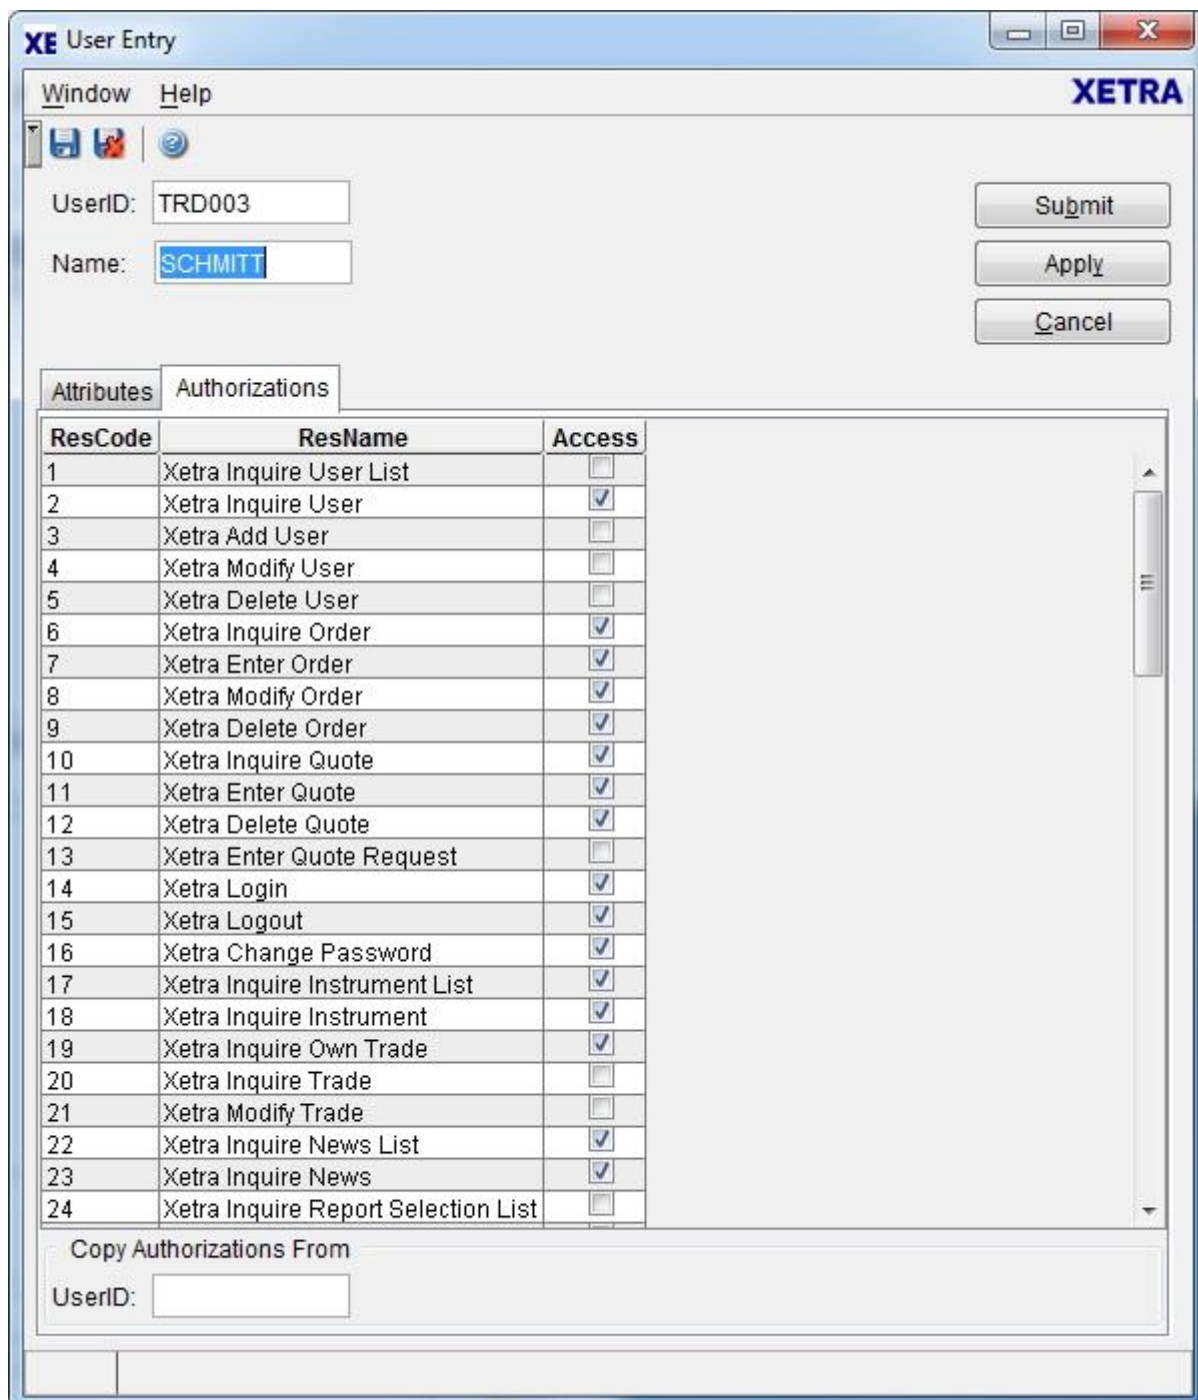 XE User Entry
Window Help XETRA
UserID: TRD003 Submit
Name: SCHMITT Apply
Cancel
Attributes Authorizations
ResCode ResName Access
1 Xetra Inquire User List
2 Xetra Inquire User
3 Xetra Add User
4 Xetra Modify User
5 Xetra Delete User
6 Xetra Inquire Order
7 Xetra Enter Order
8 Xetra Modify Order
9 Xetra Delete Order
10 Xetra Inquire Quote
11 Xetra Enter Quote
12 Xetra Delete Quote
13 Xetra Enter Quote Request
14 Xetra Login
15 Xetra Logout
16 Xetra Change Password
17 Xetra Inquire Instrument List
18 Xetra Inquire Instrument
19 Xetra Inquire Own Trade
20 Xetra Inquire Trade
21 Xetra Modify Trade
22 Xetra Inquire News List
23 Xetra Inquire News
24 Xetra Inquire Report Selection List
Copy Authorizations From
UserID: